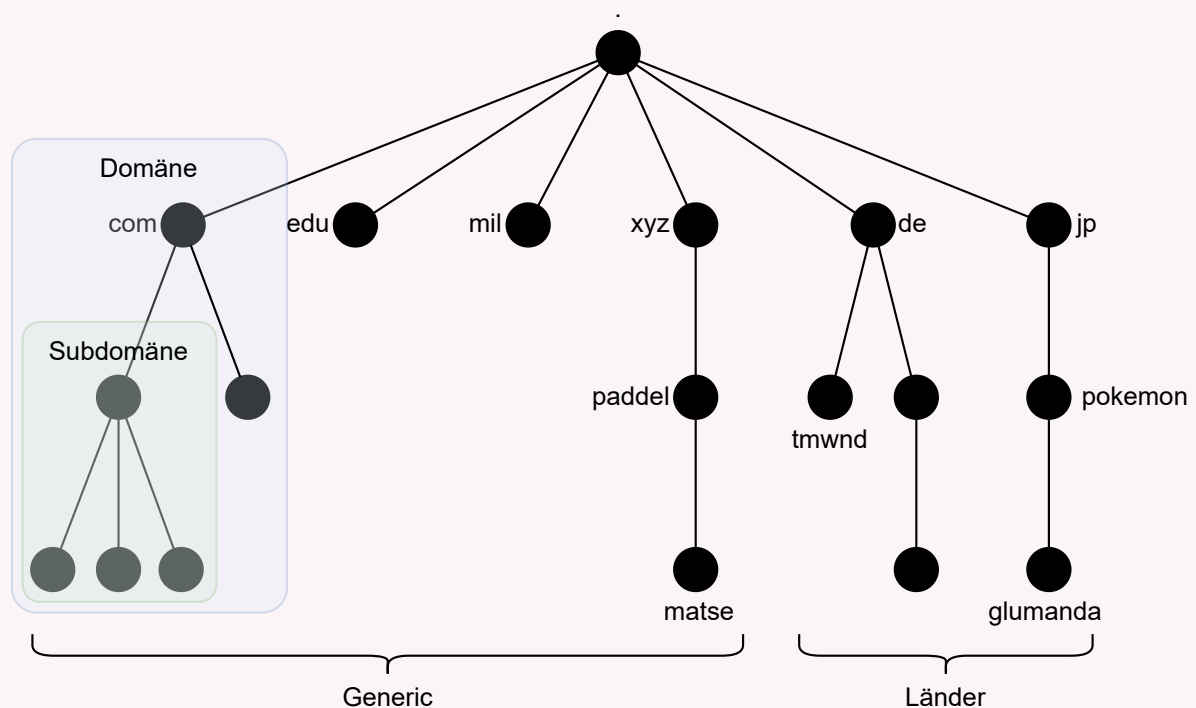 .
Domäne
com
edu
mil
xyz
de
jp
Subdomäne
paddel
pokemon
tmwnd
matse
glumanda
Generic
Länder